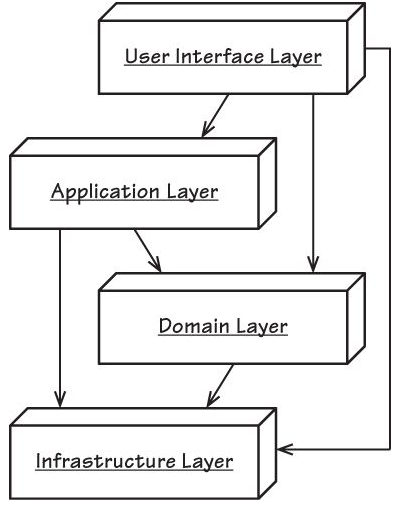 User Interface Layer
Application Layer
Domain Layer
Infrastructure Layer